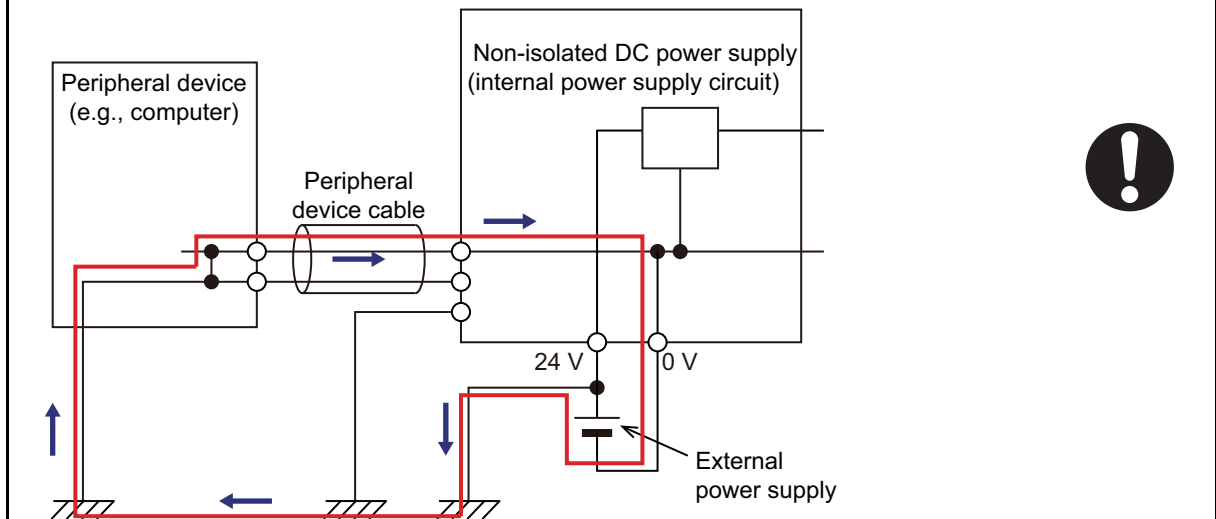 Non-isolated DC power supply
(internal power supply circuit)
Peripheral device
(e.g., computer)
Peripheral
device cable
24 V
0 V
External
power supply